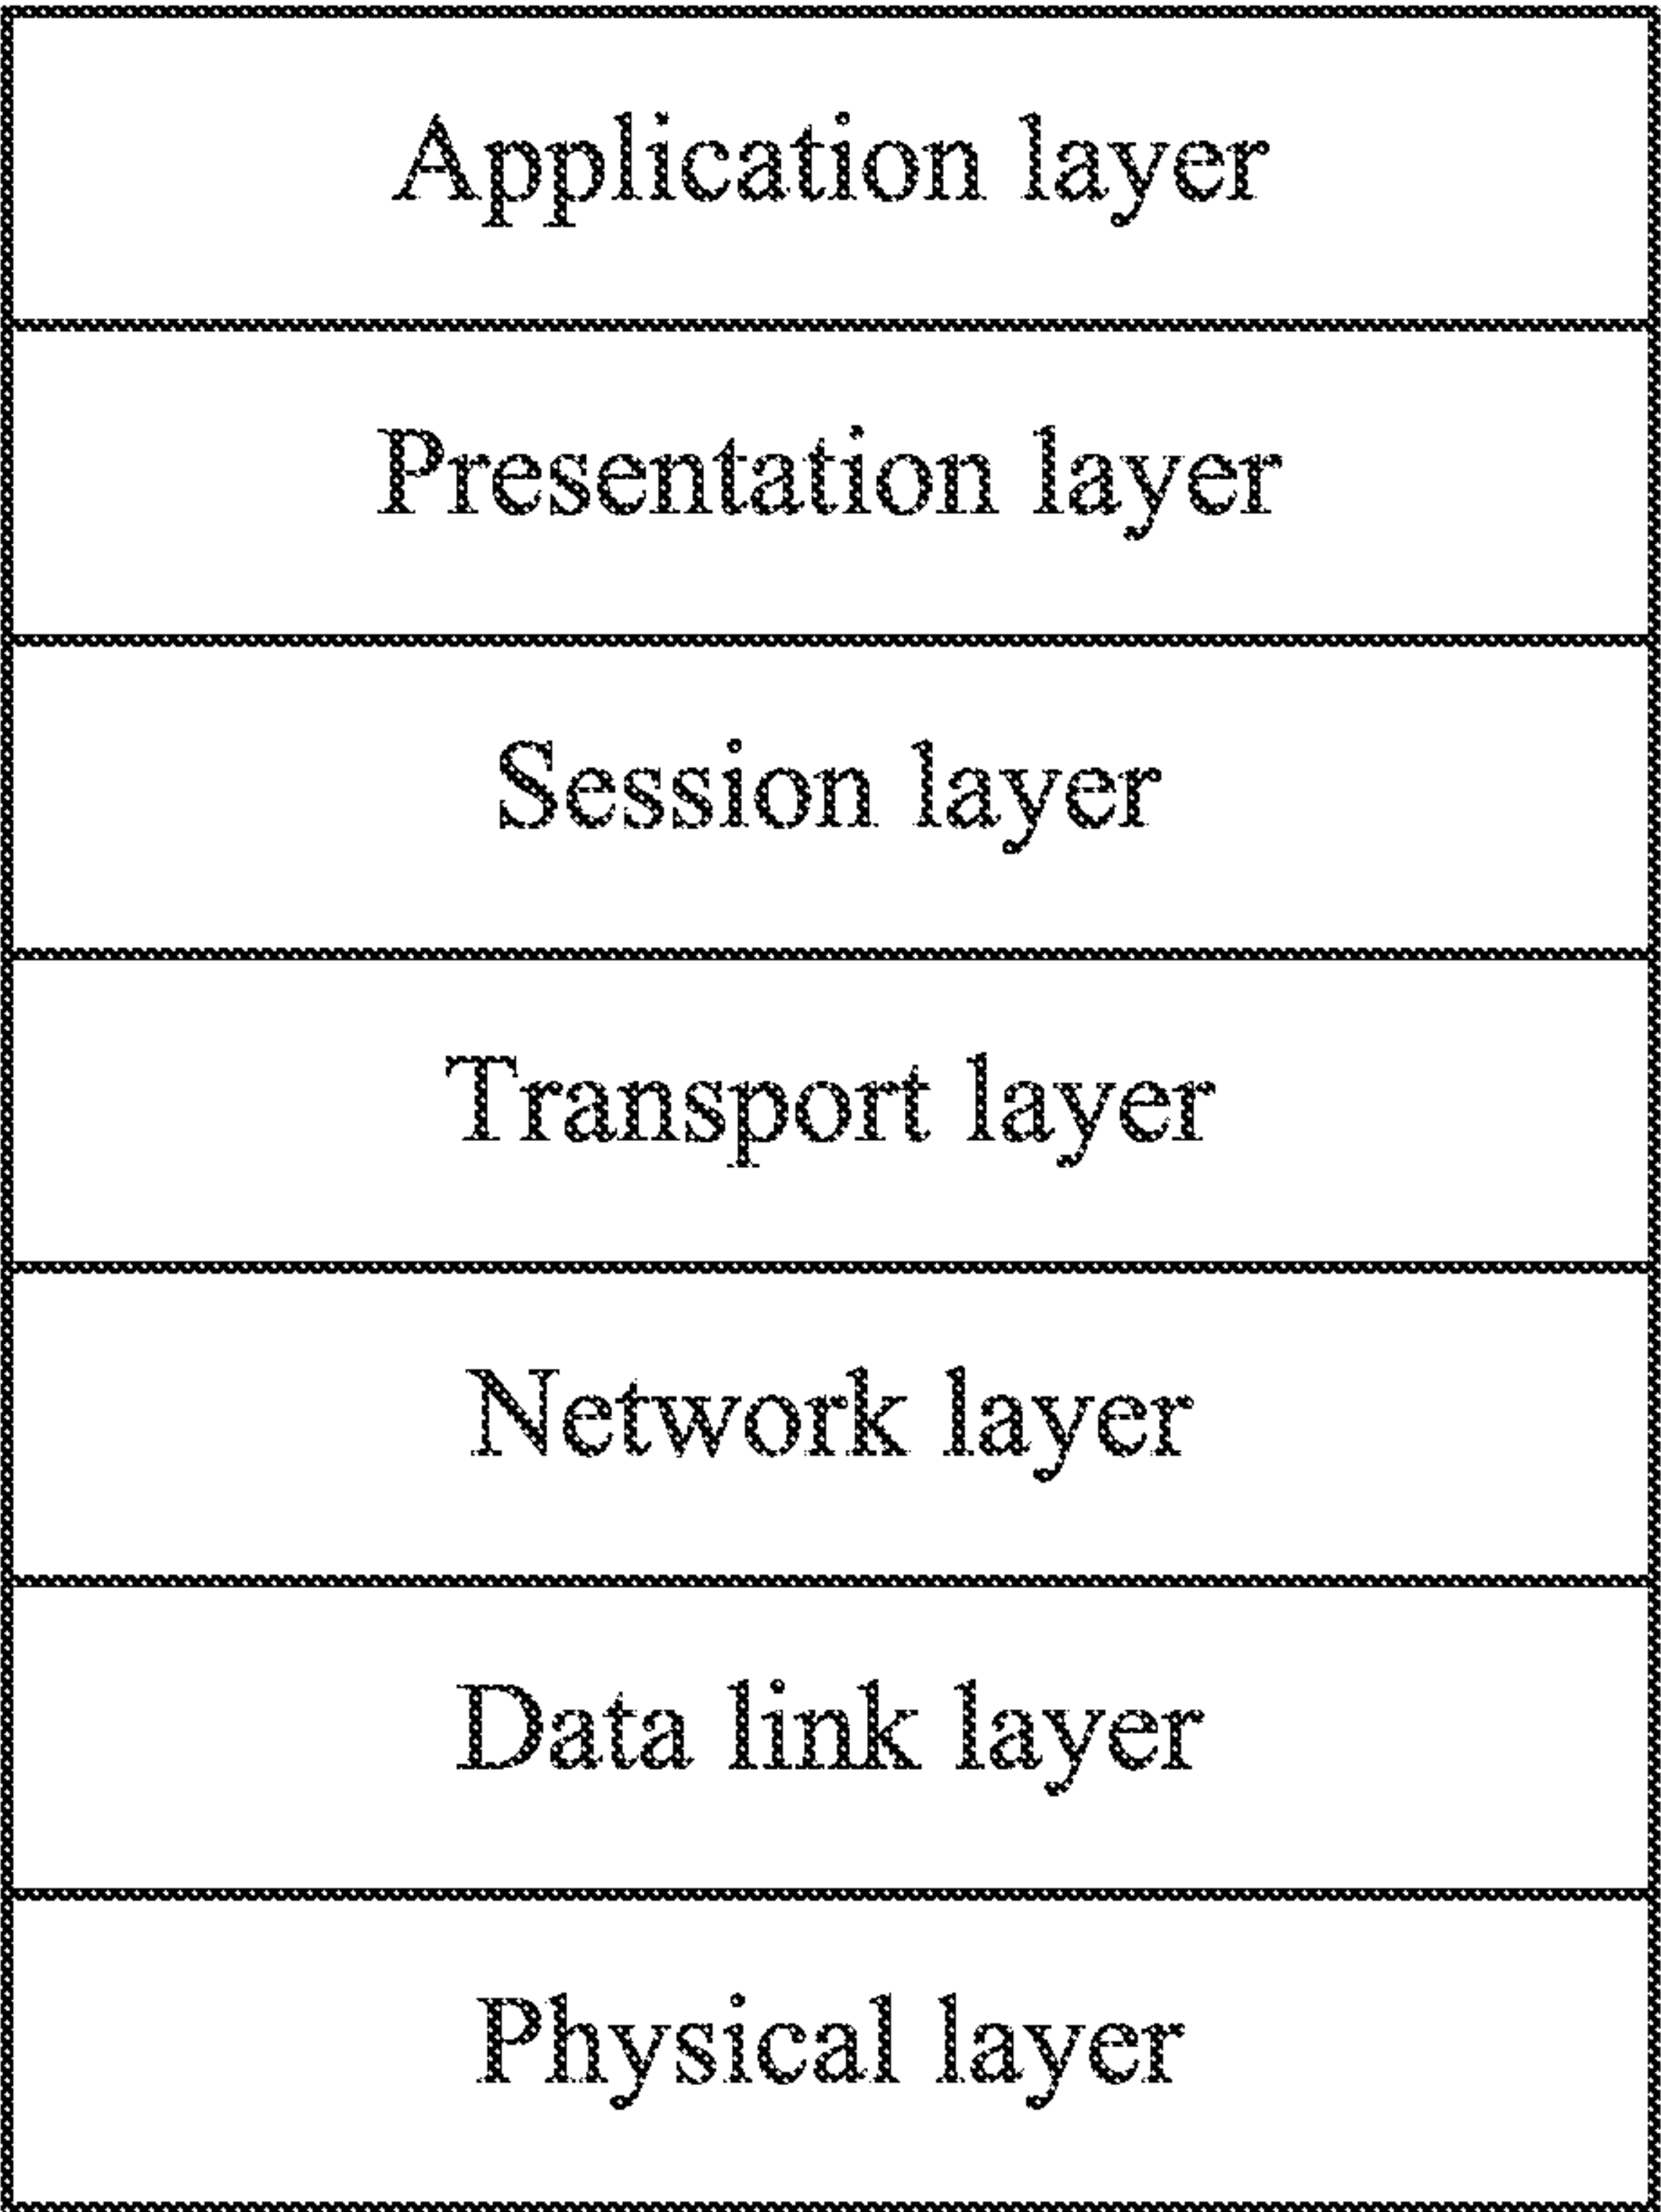 Application layer
Presentation layer
Session layer
Transport layer
Network layer
Data link layer
Physical layer